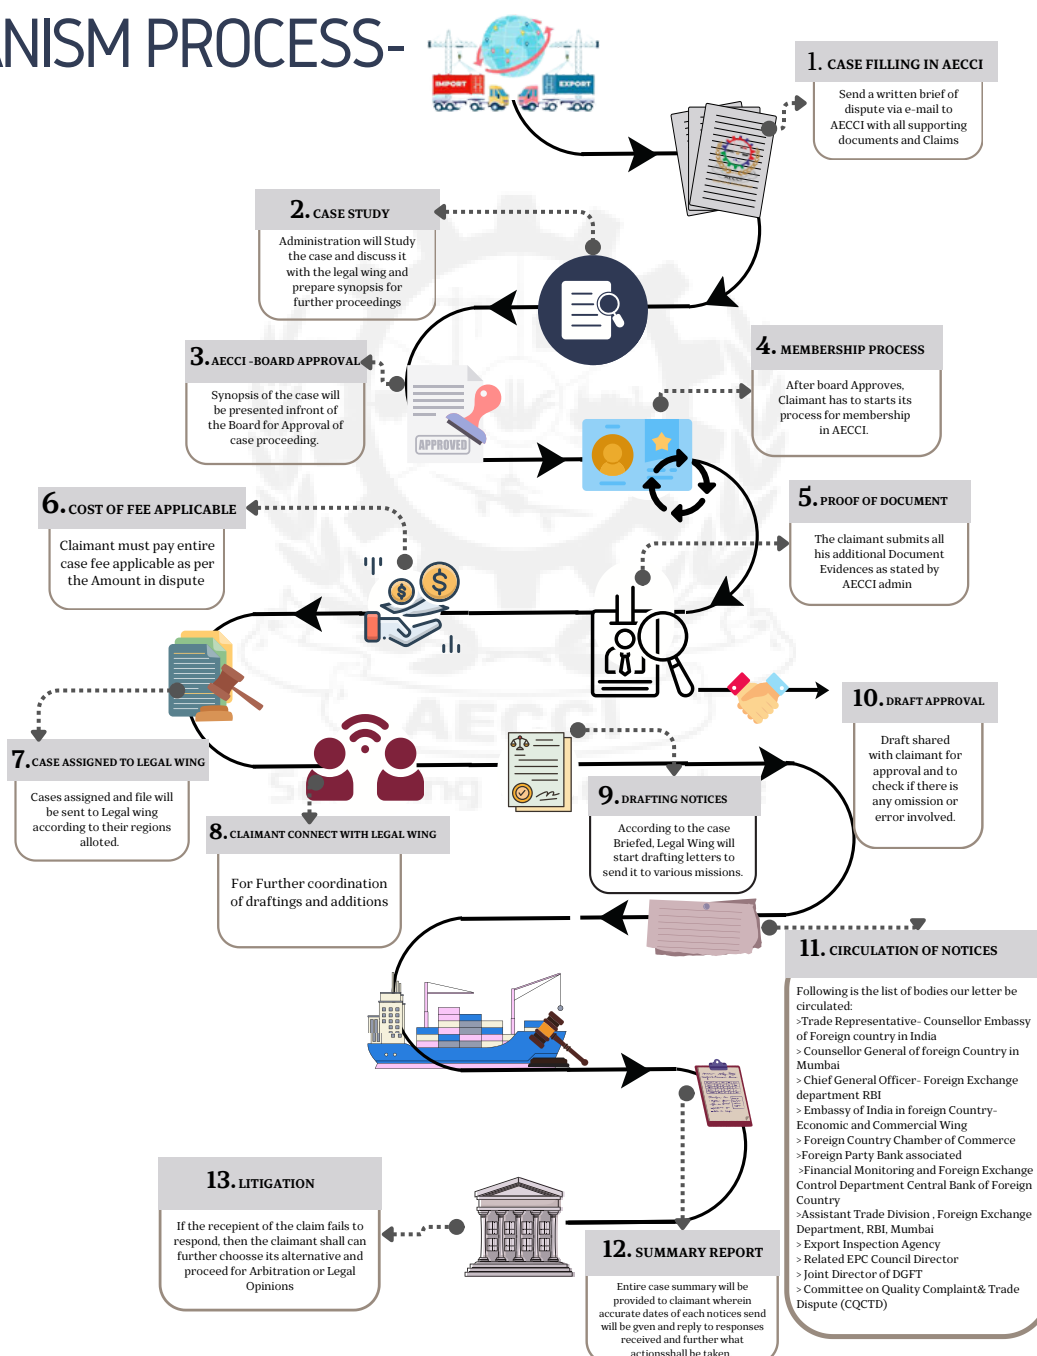 ANISM PROCESS-
IMPORT
EXPORT
1. CASE FILLING IN AECCI
Send a written brief of
dispute via e-mail to
AECCI with all supporting
documents and Claims
2. CASE STUDY
Administration will Study
the case and discuss it
with the legal wing and
prepare synopsis for
further proceedings
3. AECCI -BOARD APPROVAL
Synopsis of the case will
be presented infront of
the Board for Approval of
case proceeding.
APPROVED
4. MEMBERSHIP PROCESS
After board Approves,
Claimant has to starts its
process for membership
in AECCI.
5. PROOF OF DOCUMENT
The claimant submits all
his additional Document
Evidences as stated by
AECCI admin
6. COST OF FEE APPLICABLE
Claimant must pay entire
case fee applicable as per
the Amount in dispute
7. CASE ASSIGNED TO LEGAL WING
Cases assigned and file will
be sent to Legal wing
according to their regions
alloted.
8. CLAIMANT CONNECT WITH LEGAL WING
For Further coordination
of draftings and additions
9. DRAFTING NOTICES
According to the case
Briefed, Legal Wing will
start drafting letters to
send it to various missions.
10. DRAFT APPROVAL
Draft shared
with claimant for
approval and to
check if there is
any omission or
error involved.
11. CIRCULATION OF NOTICES
Following is the list of bodies our letter be
circulated:
>Trade Representative- Counsellor Embassy
of Foreign country in India
> Counsellor General of foreign Country in
Mumbai
> Chief General Officer- Foreign Exchange
department RBI
> Embassy of India in foreign Country-
Economic and Commercial Wing
> Foreign Country Chamber of Commerce
>Foreign Party Bank associated
>Financial Monitoring and Foreign Exchange
Control Department Central Bank of Foreign
Country
>Assistant Trade Division , Foreign Exchange
Department, RBI, Mumbai
> Export Inspection Agency
> Related EPC Council Director
> Joint Director of DGFT
> Committee on Quality Complaint& Trade
Dispute (CQCTD)
12. SUMMARY REPORT
Entire case summary will be
provided to claimant wherein
accurate dates of each notices send
will be gven and reply to responses
received and further what
actionsshall be taken
13. LITIGATION
If the recepient of the claim fails to
respond, then the claimant shall can
further choosse its alternative and
proceed for Arbitration or Legal
Opinions
AECCI